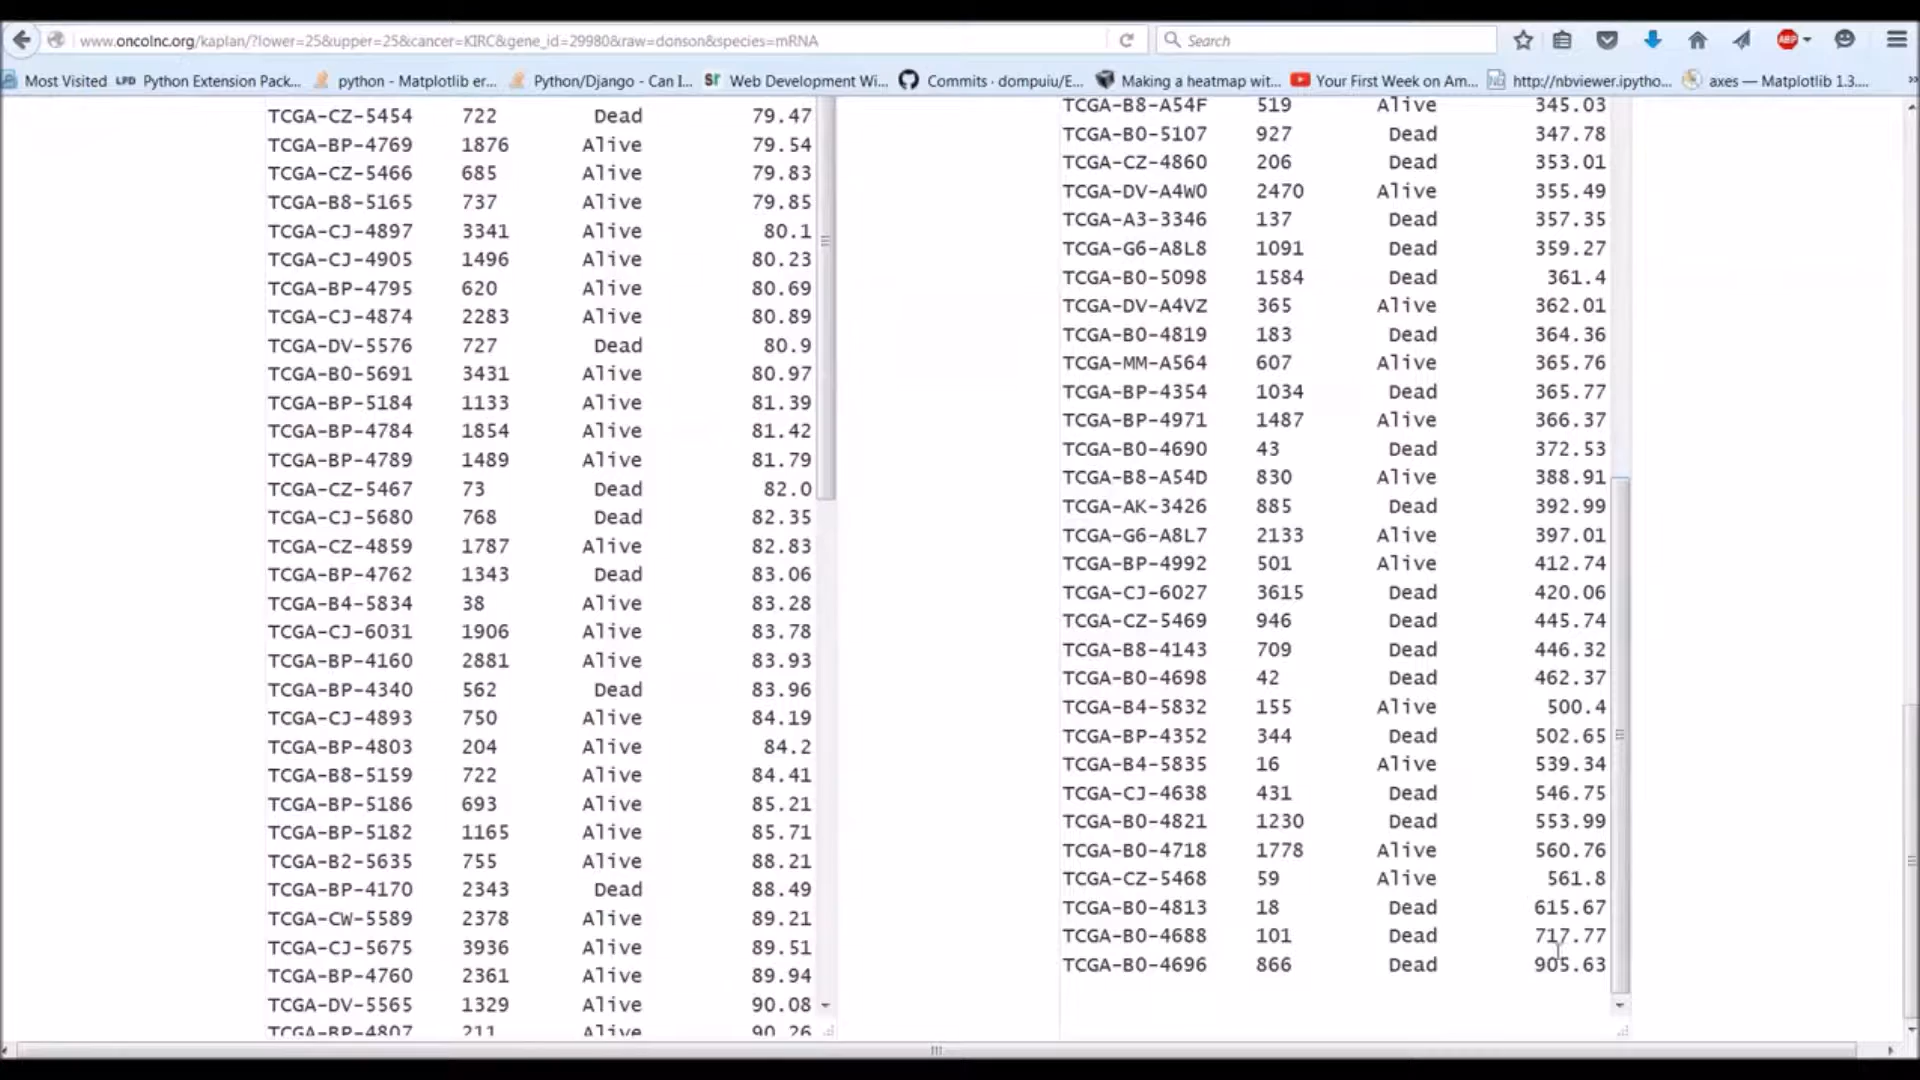 www.oncolnc.org/kaplan/?lower=25&upper=25&cancer=KIRC&gene_id=29980&raw=donson&species=mRNA
Search
ABP
Most Visited LFD Python Extension Pack... python - Matplotlib er... Python/Django - Can I... Sr Web Development Wi... Commits · dompuiu/E... Making a heatmap wit... Your First Week on Am... http://nbviewer.ipytho... axes — Matplotlib 1.3.... »
TCGA-CZ-5454 722 Dead 79.47
TCGA-BP-4769 1876 Alive 79.54
TCGA-CZ-5466 685 Alive 79.83
TCGA-B8-5165 737 Alive 79.85
TCGA-CJ-4897 3341 Alive 80.1
TCGA-CJ-4905 1496 Alive 80.23
TCGA-BP-4795 620 Alive 80.69
TCGA-CJ-4874 2283 Alive 80.89
TCGA-DV-5576 727 Dead 80.9
TCGA-B0-5691 3431 Alive 80.97
TCGA-BP-5184 1133 Alive 81.39
TCGA-BP-4784 1854 Alive 81.42
TCGA-BP-4789 1489 Alive 81.79
TCGA-CZ-5467 73 Dead 82.0
TCGA-CJ-5680 768 Dead 82.35
TCGA-CZ-4859 1787 Alive 82.83
TCGA-BP-4762 1343 Dead 83.06
TCGA-B4-5834 38 Alive 83.28
TCGA-CJ-6031 1906 Alive 83.78
TCGA-BP-4160 2881 Alive 83.93
TCGA-BP-4340 562 Dead 83.96
TCGA-CJ-4893 750 Alive 84.19
TCGA-BP-4803 204 Alive 84.2
TCGA-B8-5159 722 Alive 84.41
TCGA-BP-5186 693 Alive 85.21
TCGA-BP-5182 1165 Alive 85.71
TCGA-B2-5635 755 Alive 88.21
TCGA-BP-4170 2343 Dead 88.49
TCGA-CW-5589 2378 Alive 89.21
TCGA-CJ-5675 3936 Alive 89.51
TCGA-BP-4760 2361 Alive 89.94
TCGA-DV-5565 1329 Alive 90.08
TCGA-BP-4807 211 Alive 90.26
TCGA-B8-A54F 519 Alive 345.03
TCGA-B0-5107 927 Dead 347.78
TCGA-CZ-4860 206 Dead 353.01
TCGA-DV-A4W0 2470 Alive 355.49
TCGA-A3-3346 137 Dead 357.35
TCGA-G6-A8L8 1091 Dead 359.27
TCGA-B0-5098 1584 Dead 361.4
TCGA-DV-A4VZ 365 Alive 362.01
TCGA-B0-4819 183 Dead 364.36
TCGA-MM-A564 607 Alive 365.76
TCGA-BP-4354 1034 Dead 365.77
TCGA-BP-4971 1487 Alive 366.37
TCGA-B0-4690 43 Dead 372.53
TCGA-B8-A54D 830 Alive 388.91
TCGA-AK-3426 885 Dead 392.99
TCGA-G6-A8L7 2133 Alive 397.01
TCGA-BP-4992 501 Alive 412.74
TCGA-CJ-6027 3615 Dead 420.06
TCGA-CZ-5469 946 Dead 445.74
TCGA-B8-4143 709 Dead 446.32
TCGA-B0-4698 42 Dead 462.37
TCGA-B4-5832 155 Alive 500.4
TCGA-BP-4352 344 Dead 502.65
TCGA-B4-5835 16 Alive 539.34
TCGA-CJ-4638 431 Dead 546.75
TCGA-B0-4821 1230 Dead 553.99
TCGA-B0-4718 1778 Alive 560.76
TCGA-CZ-5468 59 Alive 561.8
TCGA-B0-4813 18 Dead 615.67
TCGA-B0-4688 101 Dead 717.77
TCGA-B0-4696 866 Dead 905.63